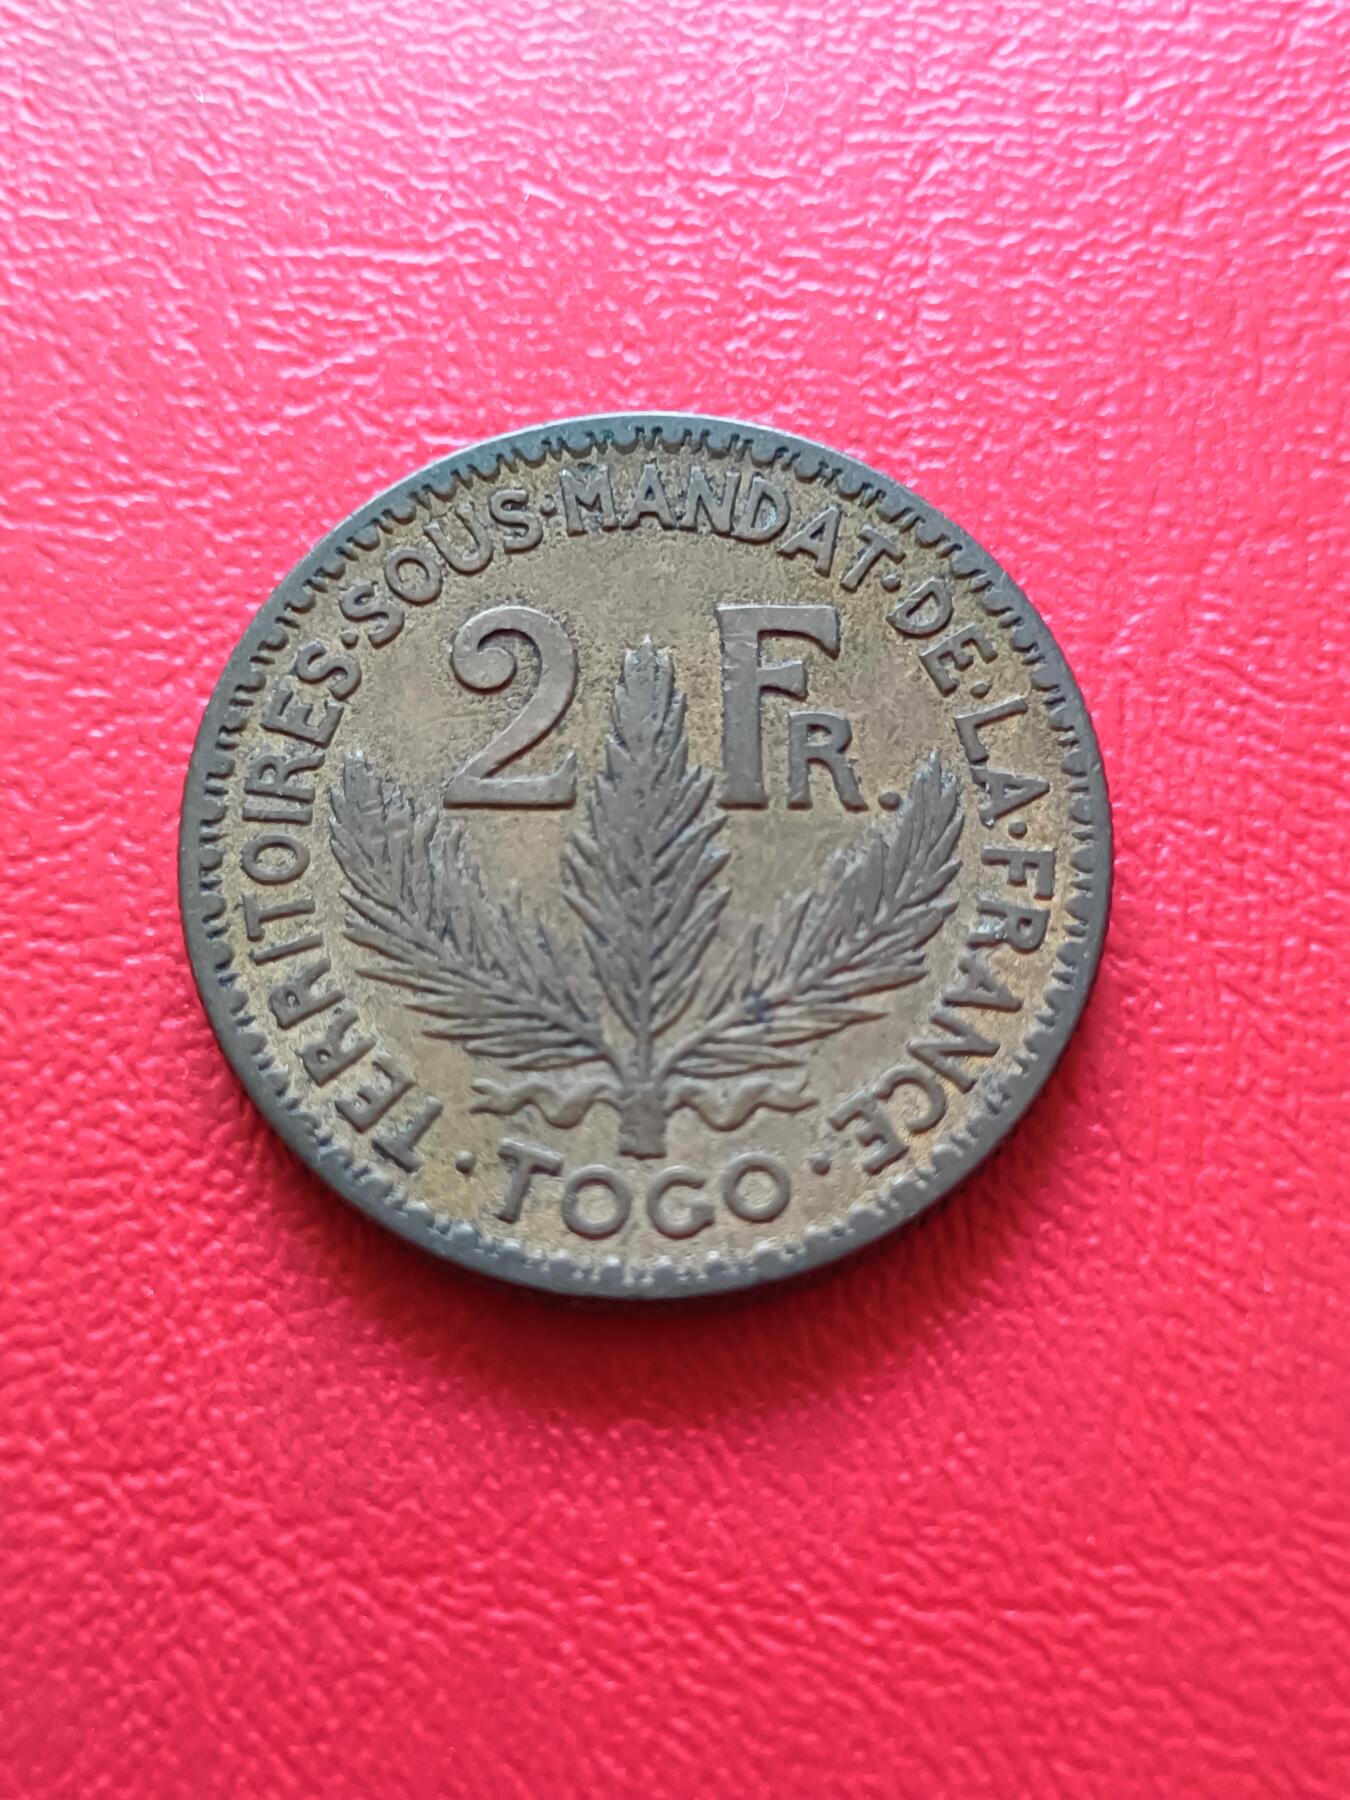 TERRITOIRES·SOUS·MANDAT·DE·LA·FRANCE
2 FR.
·TOGO·